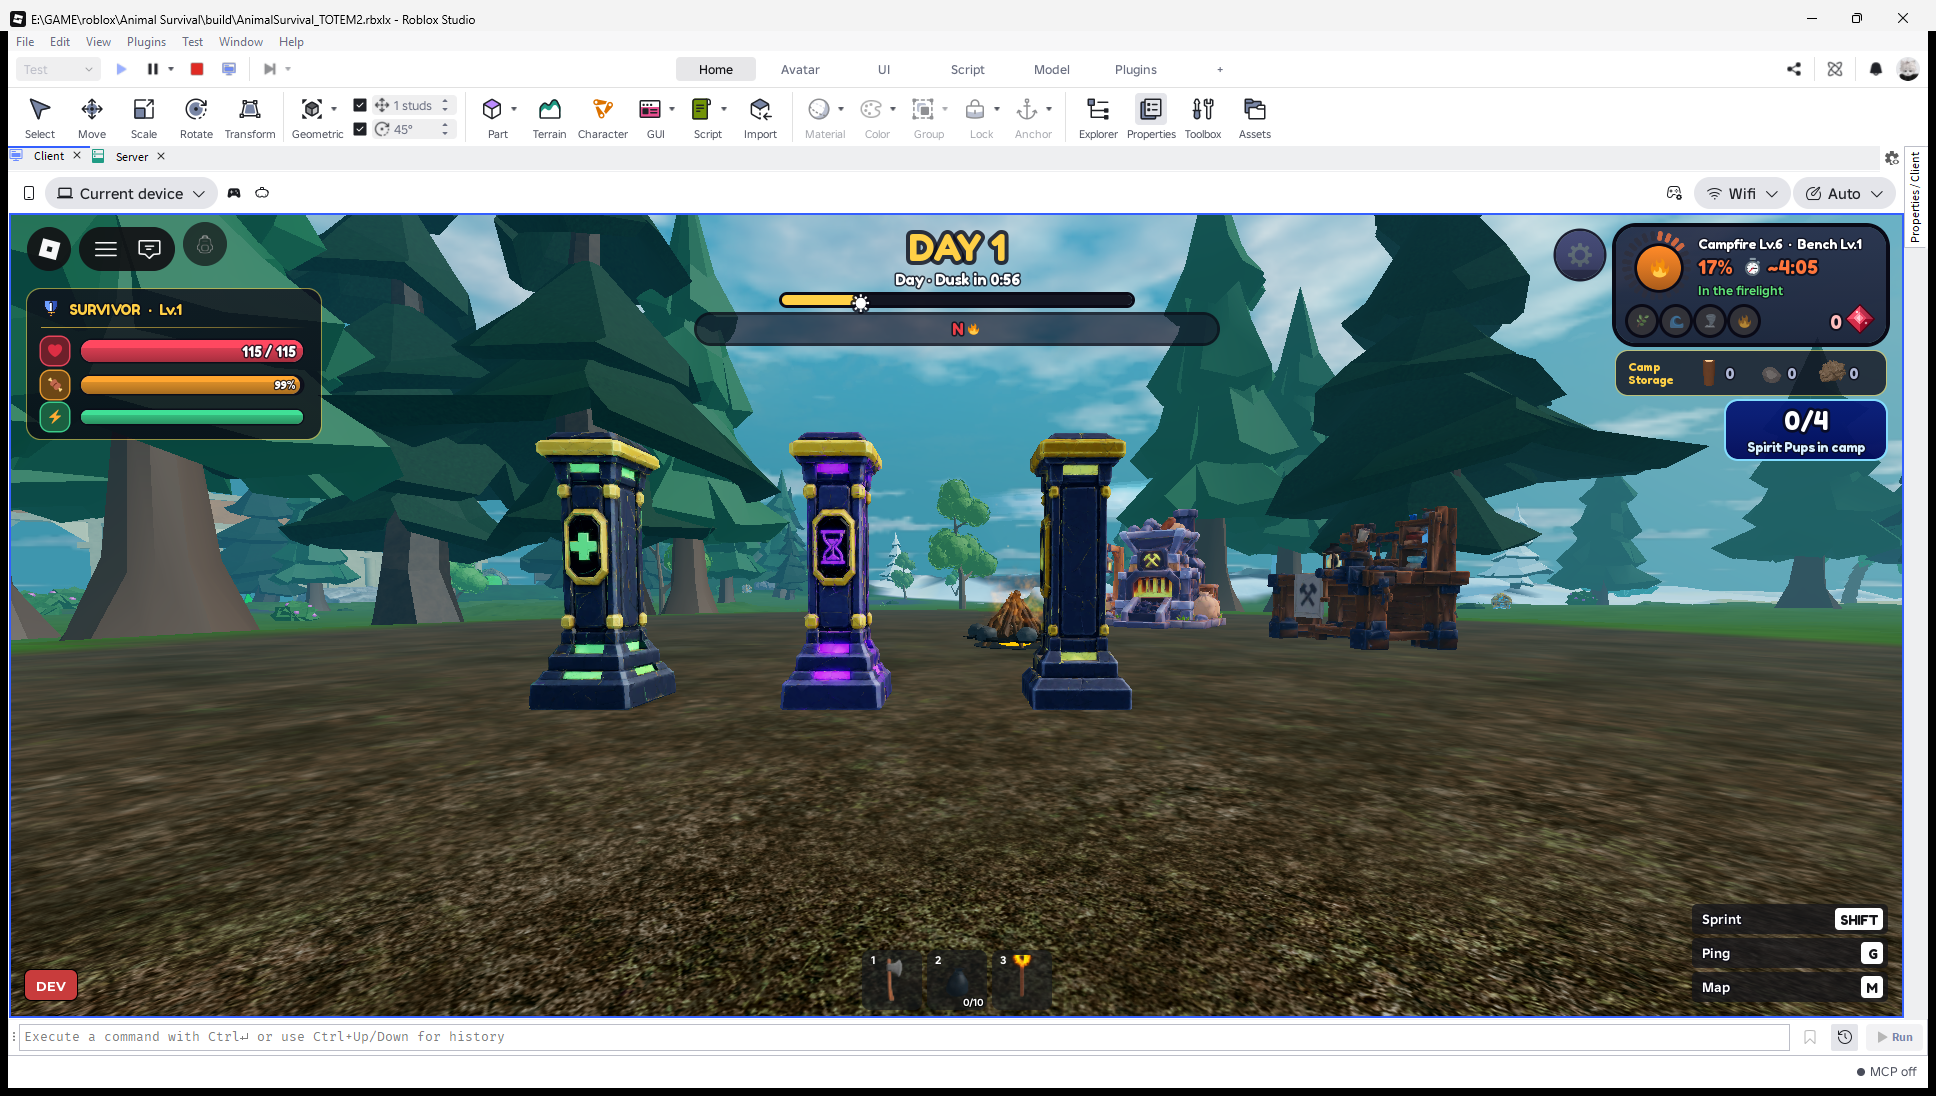 E:\GAME\roblox\Animal Survival\build\AnimalSurvival_TOTEM2.rbxlx - Roblox Studio
File Edit View Plugins Test Window Help
Test
Home Avatar UI Script Model Plugins +
1 studs
45°
Select Move Scale Rotate Transform Geometric Part Terrain Character GUI Script Import Material Color Group Lock Anchor Explorer Properties Toolbox Assets
Client Server
Properties / Client
Current device
Wifi Auto
DAY 1
Day · Dusk in 0:56
N
SURVIVOR · Lv.1
115 / 115
99%
Campfire Lv.6 · Bench Lv.1
17% ~4:05
In the firelight
0
Camp Storage
0 0 0
0/4
Spirit Pups in camp
Sprint SHIFT
Ping G
Map M
1 2 3
0/10
DEV
Execute a command with Ctrl↵ or use Ctrl+Up/Down for history
Run
MCP off